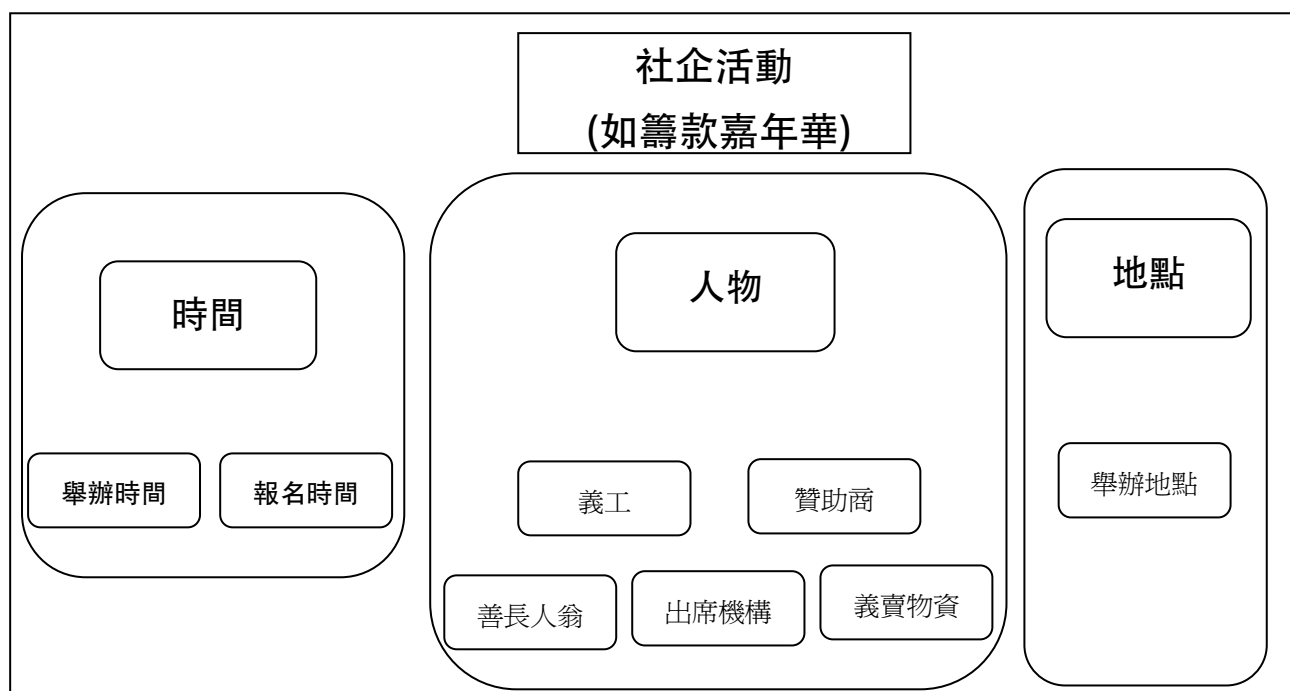 社企活動
(如籌款嘉年華)
時間
舉辦時間
報名時間
人物
義工
贊助商
善長人翁
出席機構
義賣物資
地點
舉辦地點